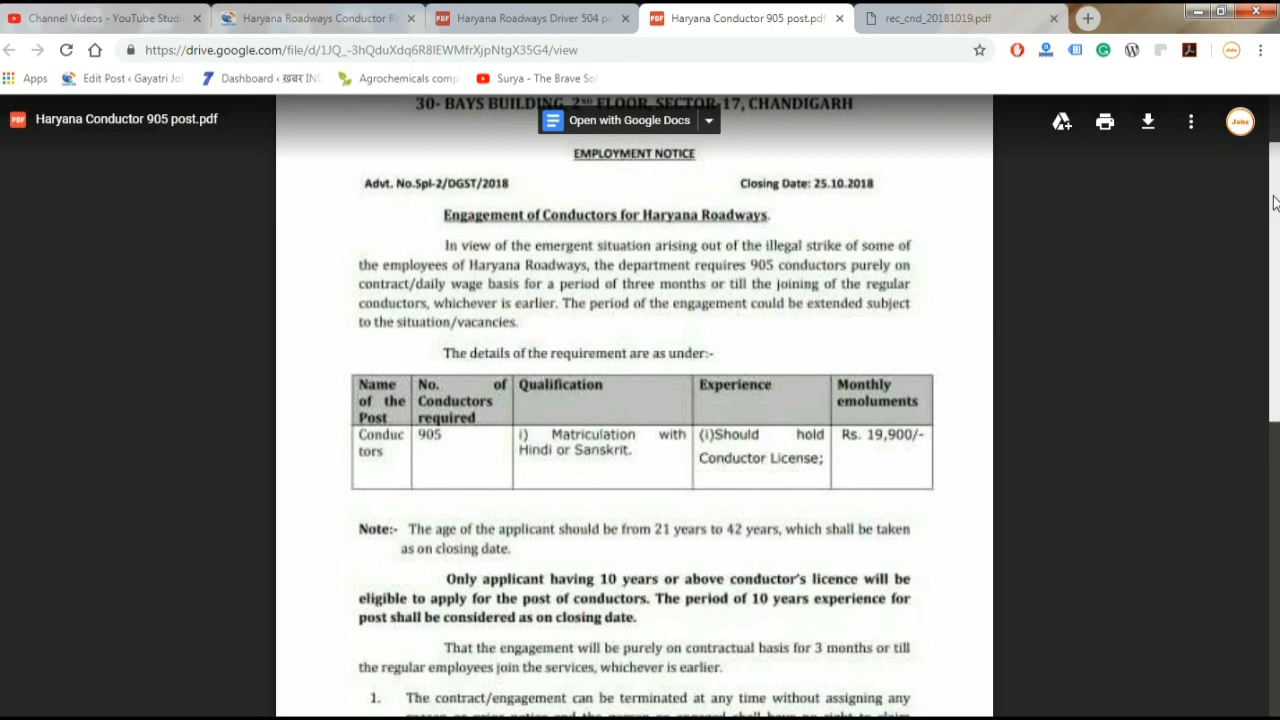 Channel Videos - YouTube Studi
Haryana Roadways Conductor Re
Haryana Roadways Driver 504 po
Haryana Conductor 905 post.pdf
rec_cnd_20181019.pdf
https://drive.google.com/file/d/1JQ_-3hQduXdq6R8lEWMfrXjpNtgX35G4/view
Apps
Edit Post ‹ Gayatri Jo
Dashboard ‹ ख़बर IND
Agrochemicals comp
Surya - The Brave So
PDF
Haryana Conductor 905 post.pdf
Open with Google Docs
Jobs
30- BAYS BUILDING, 2ND FLOOR, SECTOR-17, CHANDIGARH
EMPLOYMENT NOTICE
Advt. No.Spl-2/DGST/2018 Closing Date: 25.10.2018
Engagement of Conductors for Haryana Roadways.
In view of the emergent situation arising out of the illegal strike of some of
the employees of Haryana Roadways, the department requires 905 conductors purely on
contract/daily wage basis for a period of three months or till the joining of the regular
conductors, whichever is earlier. The period of the engagement could be extended subject
to the situation/vacancies.
The details of the requirement are as under:-
Name of the Post
No. of Conductors required
Qualification
Experience
Monthly emoluments
Conduc
tors
905
i) Matriculation with
Hindi or Sanskrit.
(i)Should hold
Conductor License;
Rs. 19,900/-
Note:- The age of the applicant should be from 21 years to 42 years, which shall be taken
as on closing date.
Only applicant having 10 years or above conductor's licence will be
eligible to apply for the post of conductors. The period of 10 years experience for
post shall be considered as on closing date.
That the engagement will be purely on contractual basis for 3 months or till
the regular employees join the services, whichever is earlier.
1. The contract/engagement can be terminated at any time without assigning any